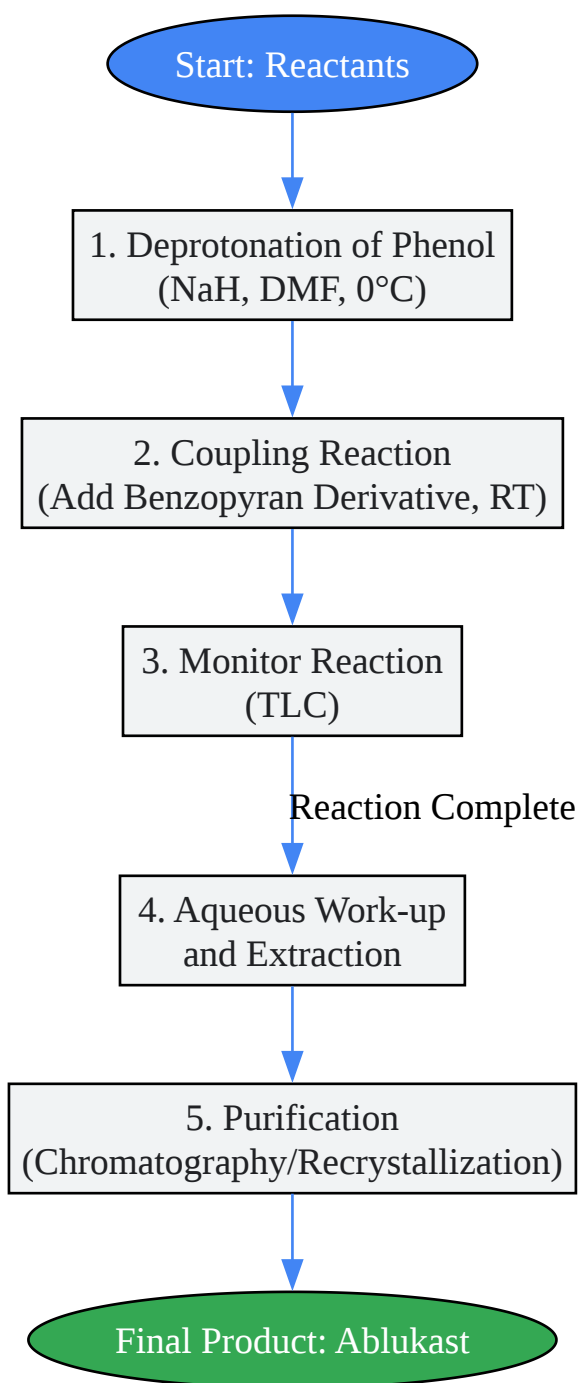 Start: Reactants
1. Deprotonation of Phenol
(NaH, DMF, 0°C)
2. Coupling Reaction
(Add Benzopyran Derivative, RT)
3. Monitor Reaction
(TLC)
Reaction Complete
4. Aqueous Work-up
and Extraction
5. Purification
(Chromatography/Recrystallization)
Final Product: Ablukast